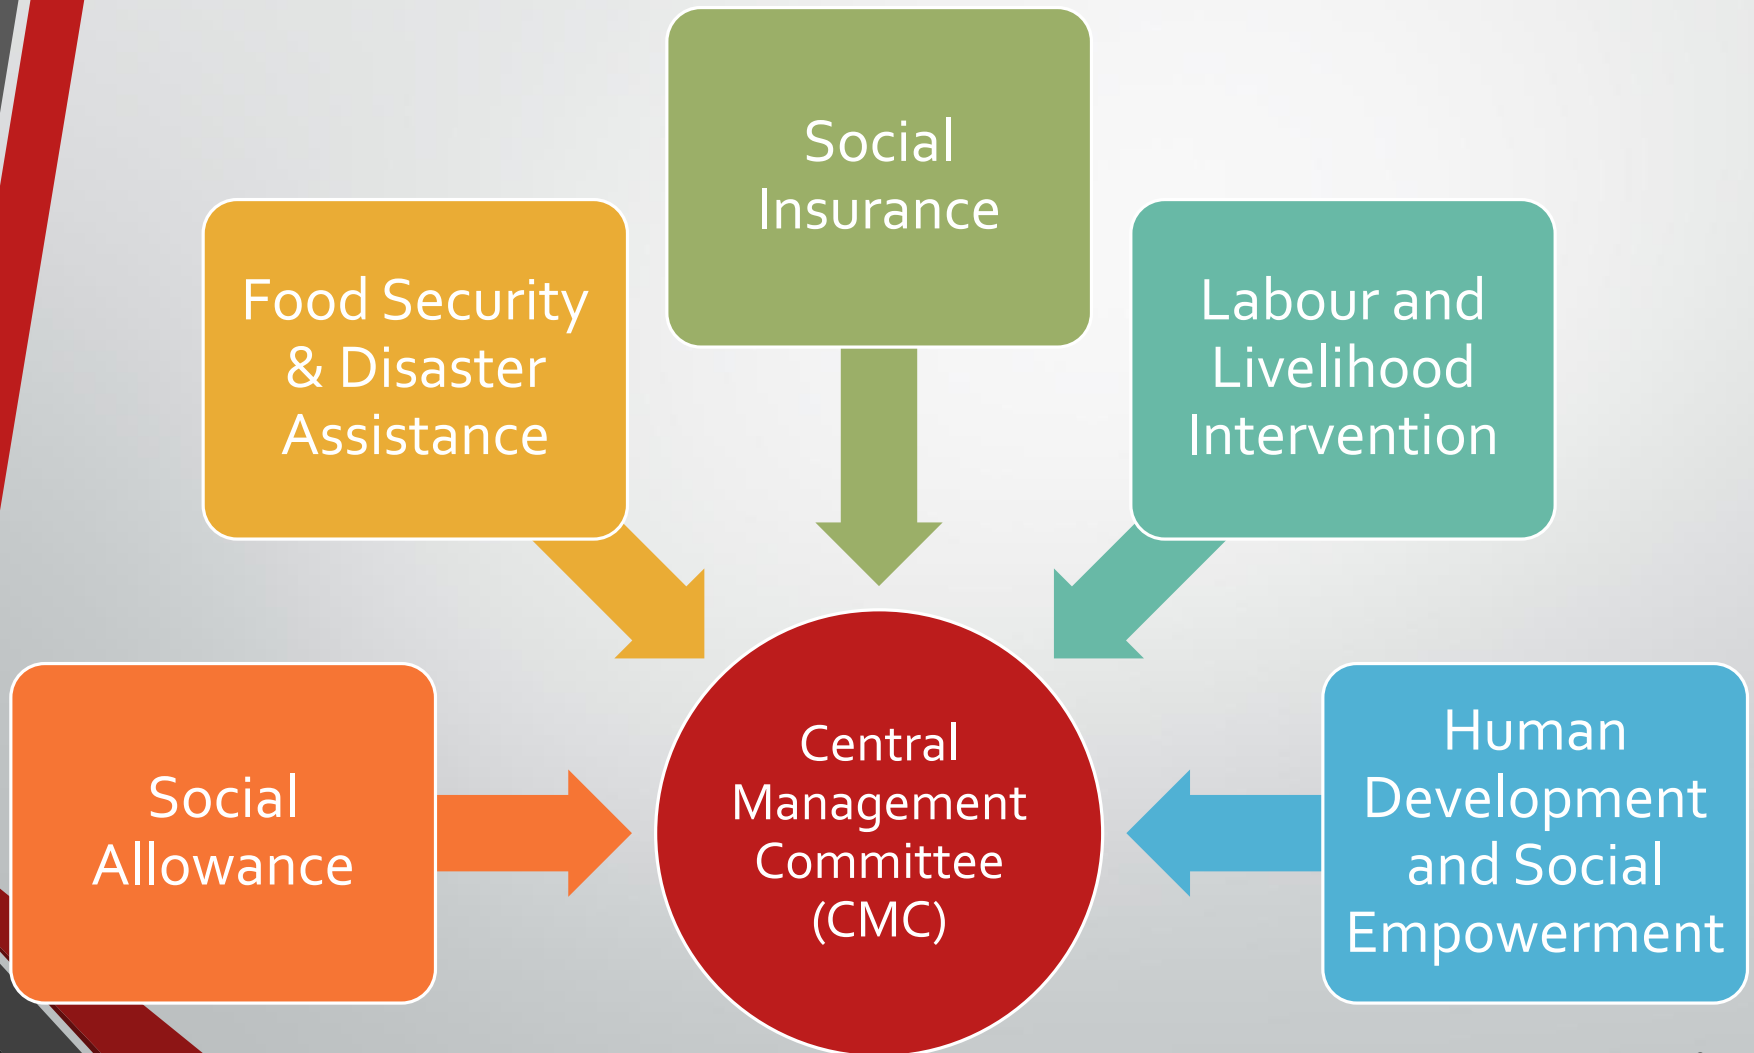 Social
Insurance
Food Security
& Disaster
Assistance
Labour and
Livelihood
Intervention
Social
Allowance
Central
Management
Committee
(CMC)
Human
Development
and Social
Empowerment